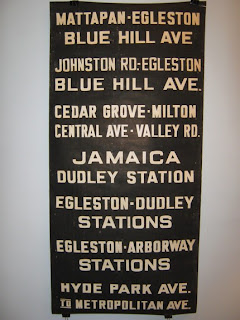 MATTAPAN-EGLESTON
BLUE HILL AVE
JOHNSTON RD.-EGLESTON
BLUE HILL AVE.
CEDAR GROVE-MILTON
CENTRAL AVE-VALLEY RD.
JAMAICA
DUDLEY STATION
EGLESTON-DUDLEY
STATIONS
EGLESTON-ARBORWAY
STATIONS
HYDE PARK AVE.
TO METROPOLITAN AVE.